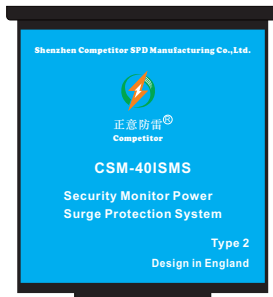 Shenzhen Competitor SPD Manufacturing Co.,Ltd.
正意防雷®
Competitor
CSM-40ISMS
Security Monitor Power
Surge Protection System
Type 2
Design in England